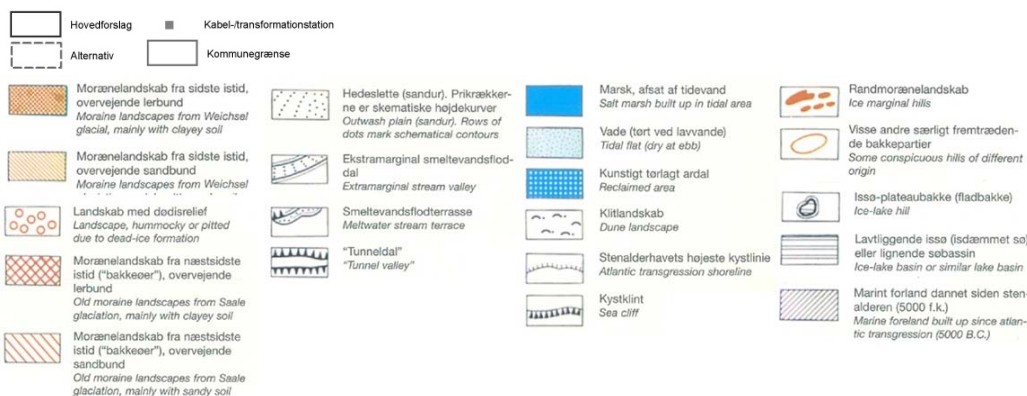 Hovedforslag
Kabel-/transformationstation
Alternativ
Kommunegrænse
Morænelandskab fra sidste istid,
overvejende lerbund
Moraine landscapes from Weichsel
glacial, mainly with clayey soil
Morænelandskab fra sidste istid,
overvejende sandbund
Moraine landscapes from Weichsel
Landskab med dødisrelief
Landscape, hummocky or pitted
due to dead-ice formation
Morænelandskab fra næstsidste
istid ("bakkeøer"), overvejende
lerbund
Old moraine landscapes from Saale
glaciation, mainly with clayey soil
Morænelandskab fra næstsidste
istid ("bakkeøer"), overvejende
sandbund
Old moraine landscapes from Saale
glaciation, mainly with sandy soil
Hedeslette (sandur). Prikrækker-
ne er skematiske højdekurver
Outwash plain (sandur). Rows of
dots mark schematical contours
Ekstramarginal smeltevandsflod-
dal
Extramarginal stream valley
Smeltevandsflodterrasse
Meltwater stream terrace
"Tunneldal"
"Tunnel valley"
Marsk, afsat af tidevand
Salt marsh built up in tidal area
Vade (tørt ved lavvande)
Tidal flat (dry at ebb)
Kunstigt tørlagt ardal
Reclaimed area
Klitlandskab
Dune landscape
Stenalderhavets højeste kystlinie
Atlantic transgression shoreline
Kystklint
Sea cliff
Randmorænelandskab
Ice marginal hills
Visse andre særligt fremtræden-
de bakkepartier
Some conspicuous hills of different
origin
Issø-plateaubakke (fladbakke)
Ice-lake hill
Lavtliggende issø (isdæmmet sø)
eller lignende søbassin
Ice-lake basin or similar lake basin
Marint forland dannet siden sten-
alderen (5000 f.k.)
Marine foreland built up since atlan-
tic transgression (5000 B.C.)